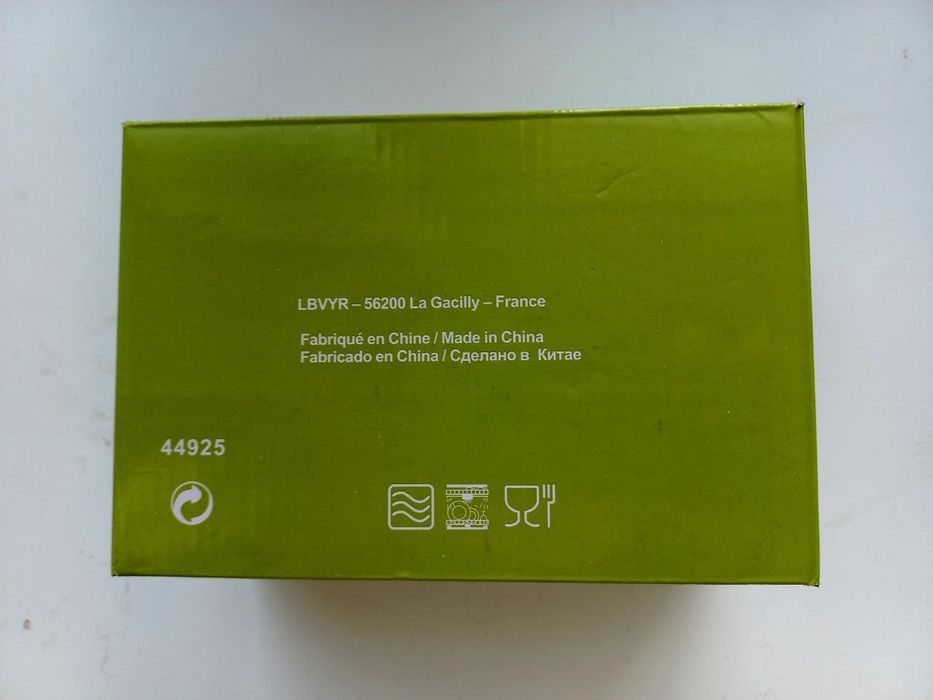 LBVYR – 56200 La Gacilly – France
Fabriqué en Chine / Made in China
Fabricado en China / Сделано в Китае
44925